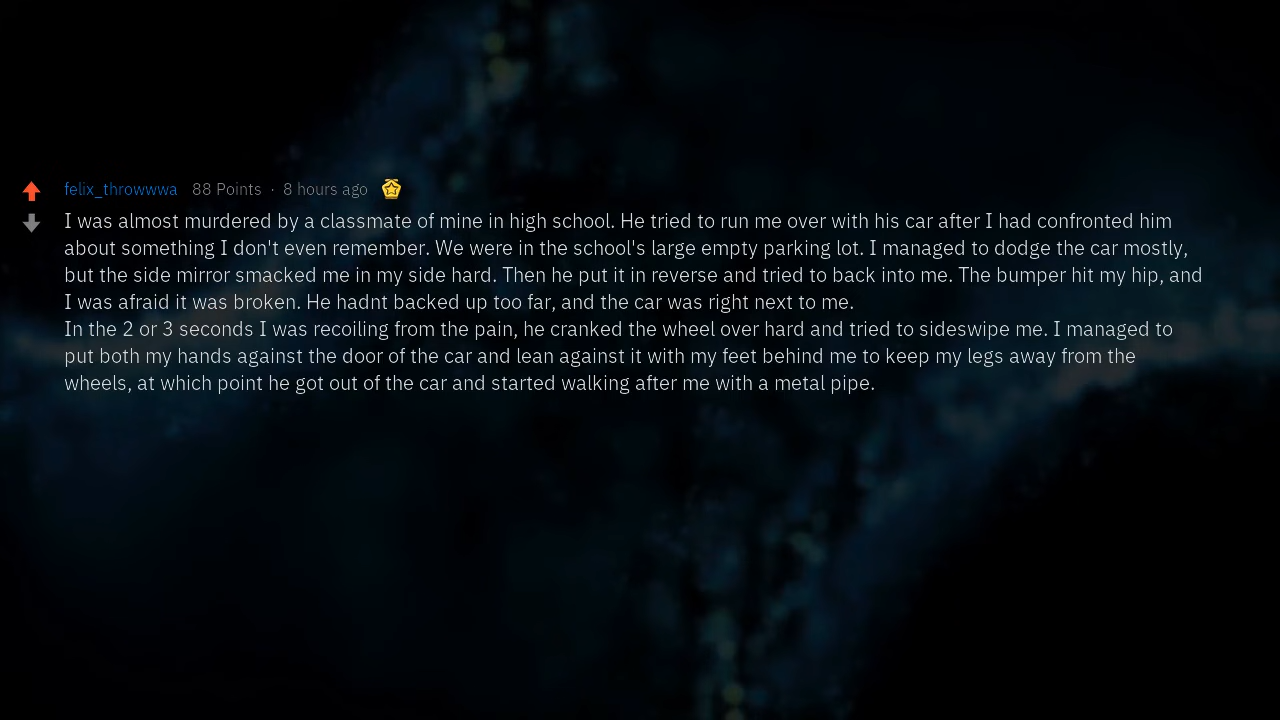 felix_throwwwa 88 Points · 8 hours ago
I was almost murdered by a classmate of mine in high school. He tried to run me over with his car after I had confronted him
about something I don't even remember. We were in the school's large empty parking lot. I managed to dodge the car mostly,
but the side mirror smacked me in my side hard. Then he put it in reverse and tried to back into me. The bumper hit my hip, and
I was afraid it was broken. He hadnt backed up too far, and the car was right next to me.
In the 2 or 3 seconds I was recoiling from the pain, he cranked the wheel over hard and tried to sideswipe me. I managed to
put both my hands against the door of the car and lean against it with my feet behind me to keep my legs away from the
wheels, at which point he got out of the car and started walking after me with a metal pipe.